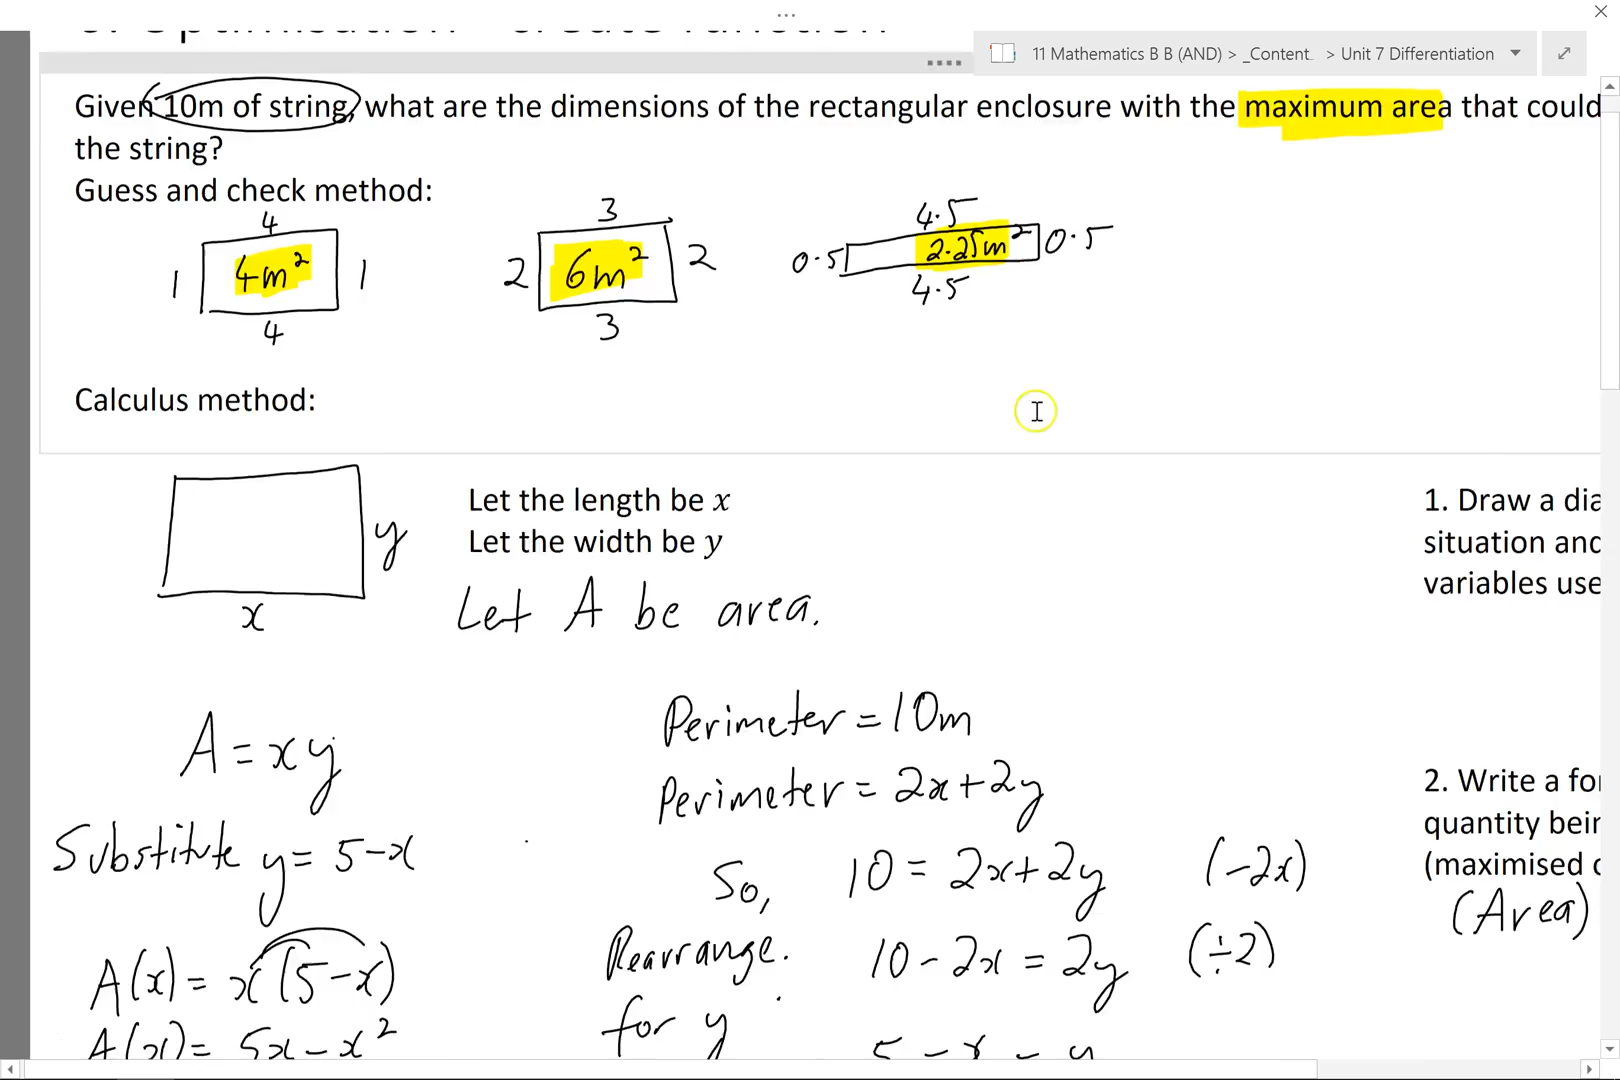 11 Mathematics B B (AND) > _Content.. > Unit 7 Differentiation
Given 10m of string, what are the dimensions of the rectangular enclosure with the maximum area that could
the string?
Guess and check method:
4
1 4m² 1
4
3
2 6m² 2
3
4.5
0.5 2.25m² 0.5
4.5
Calculus method:
y
x
Let the length be x
Let the width be y
Let A be area.
1. Draw a dia
situation and
variables use
A = xy
Substitute y = 5-x
A(x) = x(5-x)
A(x) = 5x - x²
Perimeter = 10m
Perimeter = 2x+2y
So, 10 = 2x+2y (-2x)
Rearrange. 10 - 2x = 2y (÷2)
for y
5 - x = y
2. Write a for
quantity bein
(maximised o
(Area)